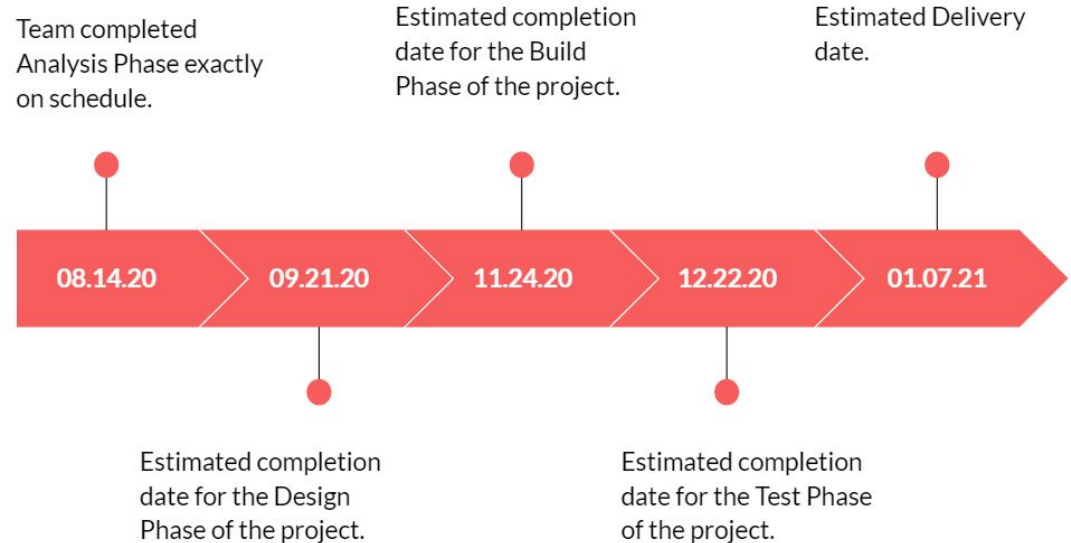 Team completed
Analysis Phase exactly
on schedule.
Estimated completion
date for the Build
Phase of the project.
Estimated Delivery
date.
08.14.20
09.21.20
11.24.20
12.22.20
01.07.21
Estimated completion
date for the Design
Phase of the project.
Estimated completion
date for the Test Phase
of the project.